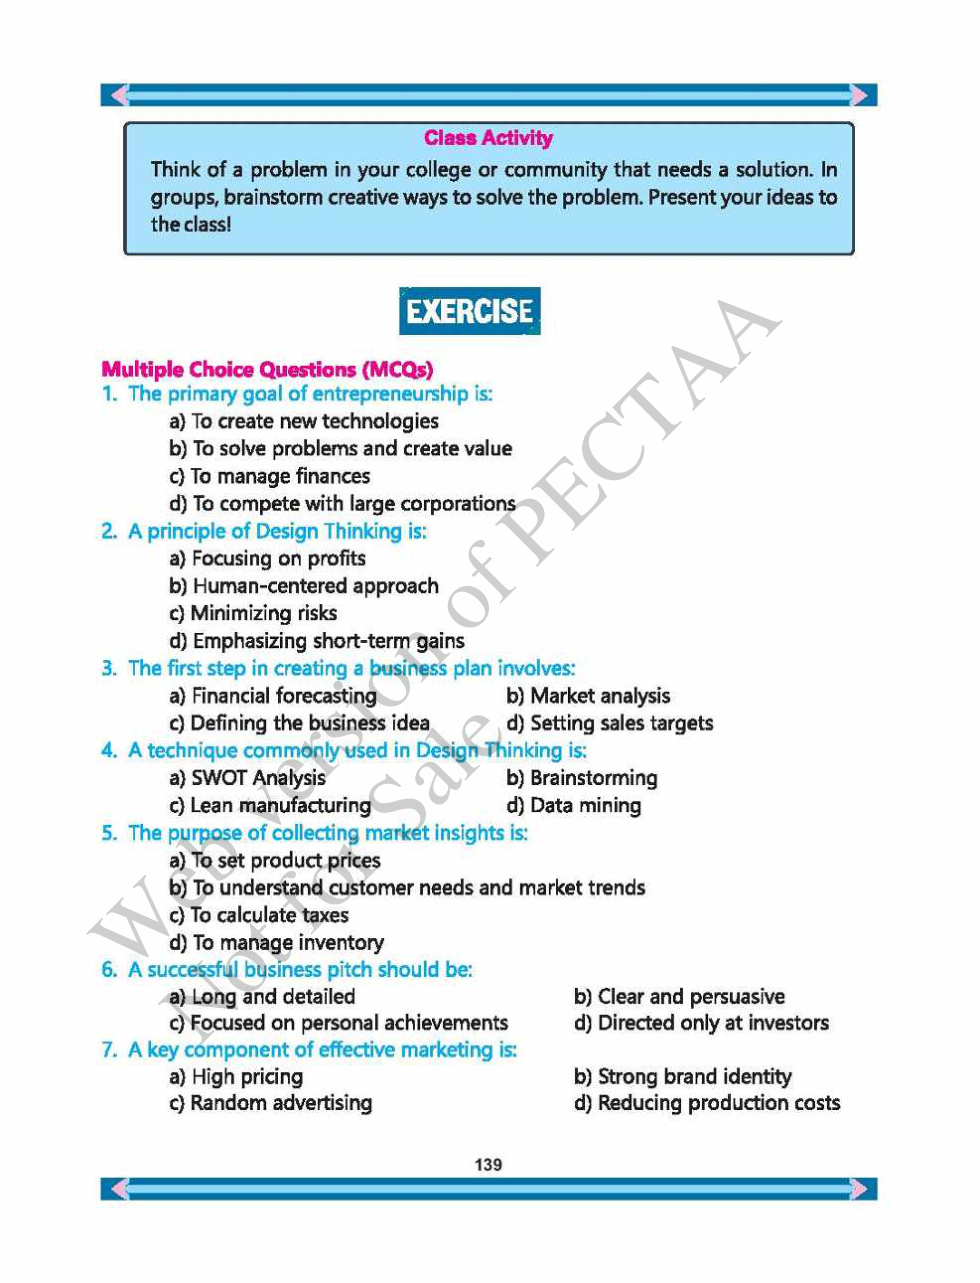 Class Activity
Think of a problem in your college or community that needs a solution. In
groups, brainstorm creative ways to solve the problem. Present your ideas to
the class!
EXERCISE
Multiple Choice Questions (MCQs)
1. The primary goal of entrepreneurship is:
a) To create new technologies
b) To solve problems and create value
c) To manage finances
d) To compete with large corporations
2. A principle of Design Thinking is:
a) Focusing on profits
b) Human-centered approach
c) Minimizing risks
d) Emphasizing short-term gains
3. The first step in creating a business plan involves:
a) Financial forecasting b) Market analysis
c) Defining the business idea d) Setting sales targets
4. A technique commonly used in Design Thinking is:
a) SWOT Analysis b) Brainstorming
c) Lean manufacturing d) Data mining
5. The purpose of collecting market insights is:
a) To set product prices
b) To understand customer needs and market trends
c) To calculate taxes
d) To manage inventory
6. A successful business pitch should be:
a) Long and detailed b) Clear and persuasive
c) Focused on personal achievements d) Directed only at investors
7. A key component of effective marketing is:
a) High pricing b) Strong brand identity
c) Random advertising d) Reducing production costs
139
Web version of PECTAA
Not for Sale